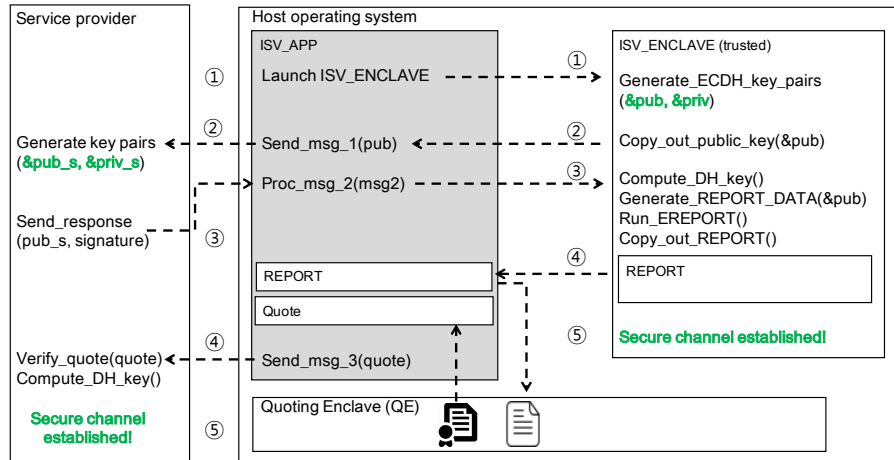 Service provider
Host operating system
ISV_APP
ISV_ENCLAVE (trusted)
①
Launch ISV_ENCLAVE
①
Generate_ECDH_key_pairs
(&pub, &priv)
②
Generate key pairs
(&pub_s, &priv_s)
Send_msg_1(pub)
②
Copy_out_public_key(&pub)
Proc_msg_2(msg2)
③
Compute_DH_key()
Generate_REPORT_DATA(&pub)
Run_EREPORT()
Copy_out_REPORT()
Send_response
(pub_s, signature)
③
④
REPORT
REPORT
Quote
⑤
Secure channel established!
④
Verify_quote(quote)
Compute_DH_key()
Send_msg_3(quote)
Secure channel
established!
⑤
Quoting Enclave (QE)